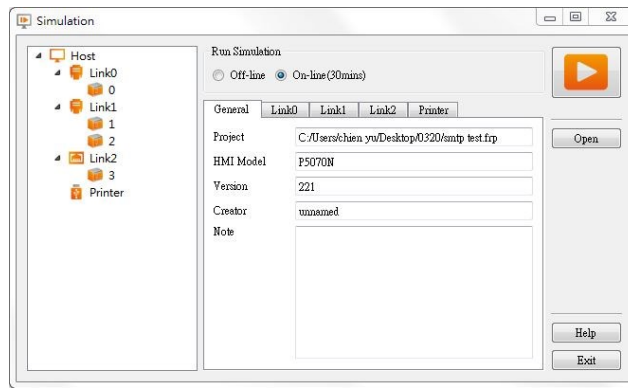 Simulation
Host
Link0
0
Link1
1
2
Link2
3
Printer
Run Simulation
Off-line On-line(30mins)
General Link0 Link1 Link2 Printer
Project C:/Users/chien yu/Desktop/0320/smtp test.frp
HMI Model P5070N
Version 221
Creator unnamed
Note
Open
Help
Exit